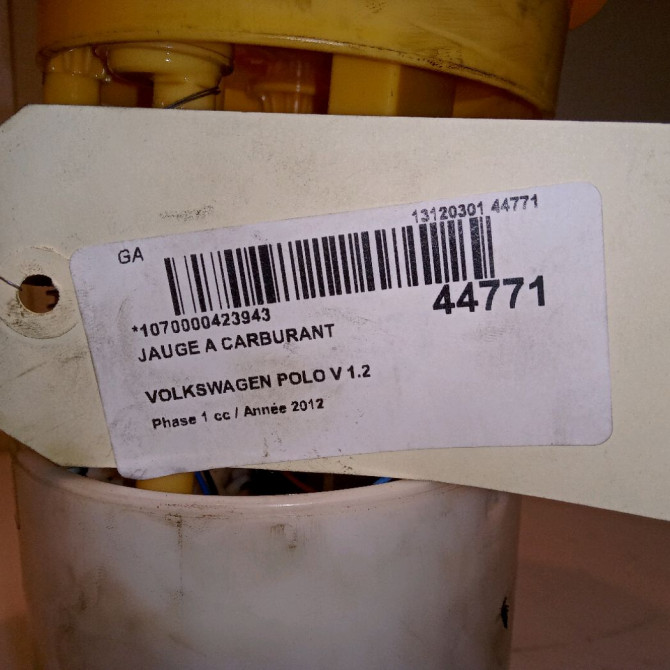 13120301 44771
GA
44771
*1070000423943
JAUGE A CARBURANT
VOLKSWAGEN POLO V 1.2
Phase 1 cc / Année 2012